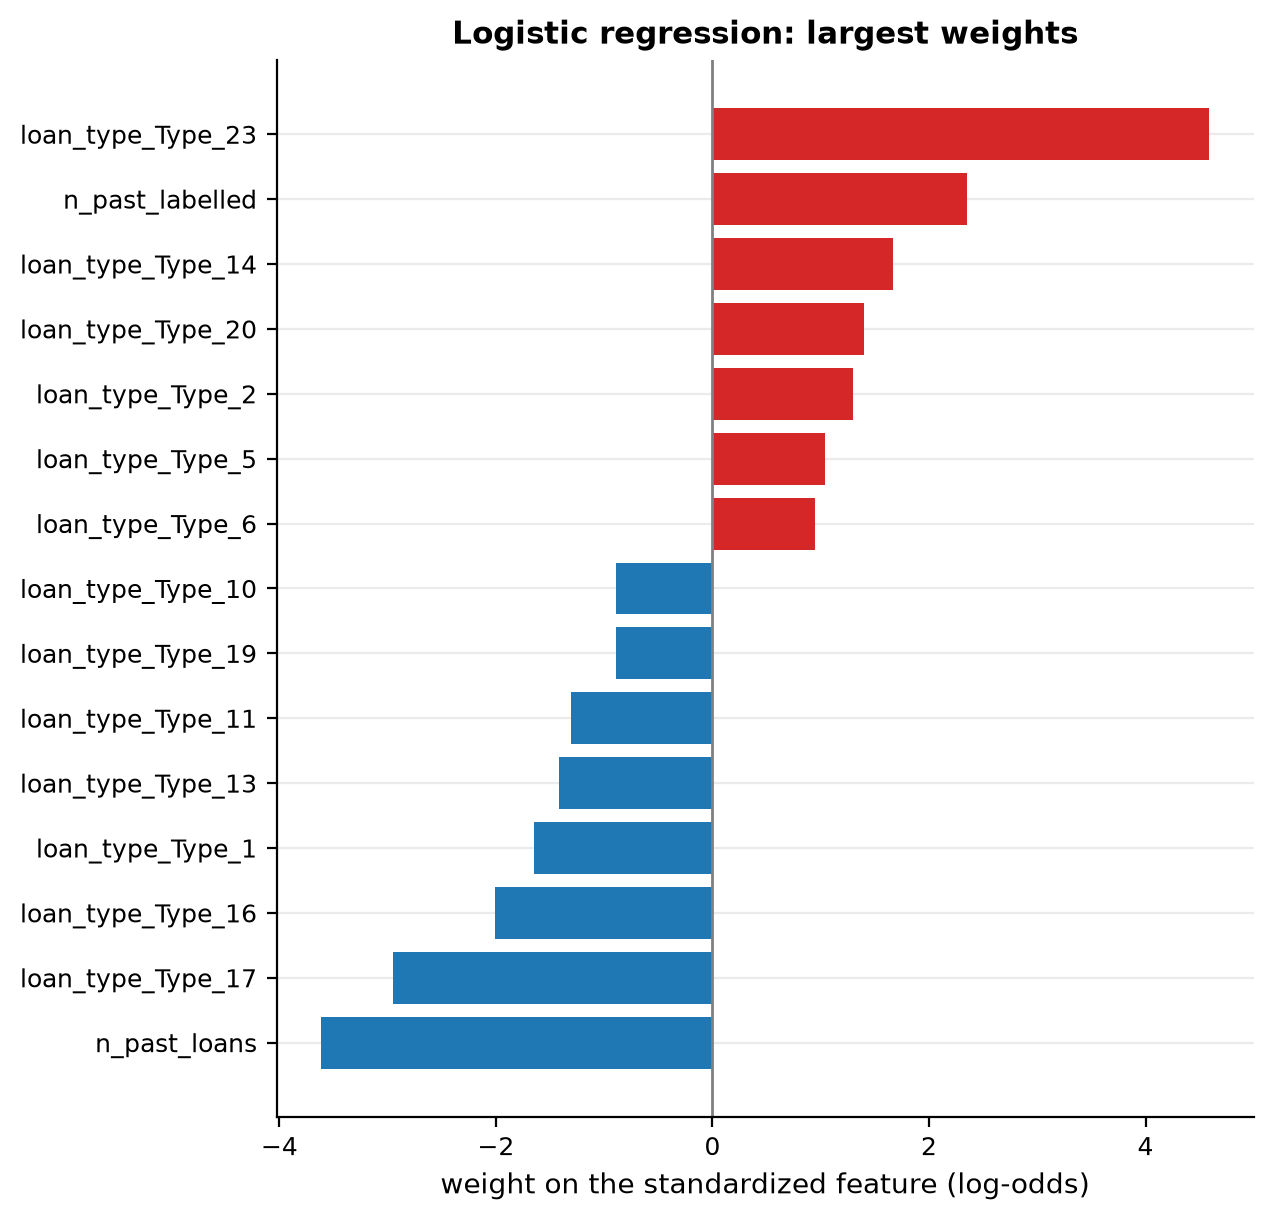 Logistic regression: largest weights
loan_type_Type_23
n_past_labelled
loan_type_Type_14
loan_type_Type_20
loan_type_Type_2
loan_type_Type_5
loan_type_Type_6
loan_type_Type_10
loan_type_Type_19
loan_type_Type_11
loan_type_Type_13
loan_type_Type_1
loan_type_Type_16
loan_type_Type_17
n_past_loans
−4 −2 0 2 4
weight on the standardized feature (log-odds)